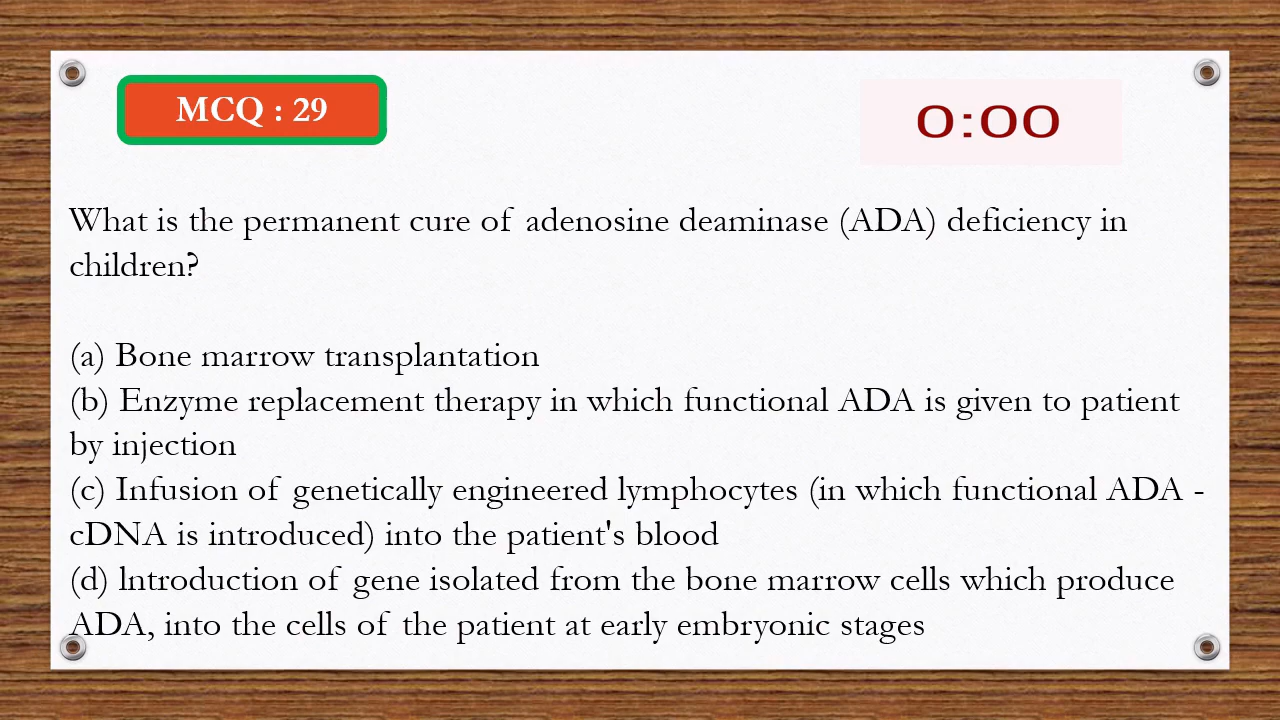 MCQ : 29
0:00
What is the permanent cure of adenosine deaminase (ADA) deficiency in
children?
(a) Bone marrow transplantation
(b) Enzyme replacement therapy in which functional ADA is given to patient
by injection
(c) Infusion of genetically engineered lymphocytes (in which functional ADA -
cDNA is introduced) into the patient's blood
(d) lntroduction of gene isolated from the bone marrow cells which produce
ADA, into the cells of the patient at early embryonic stages